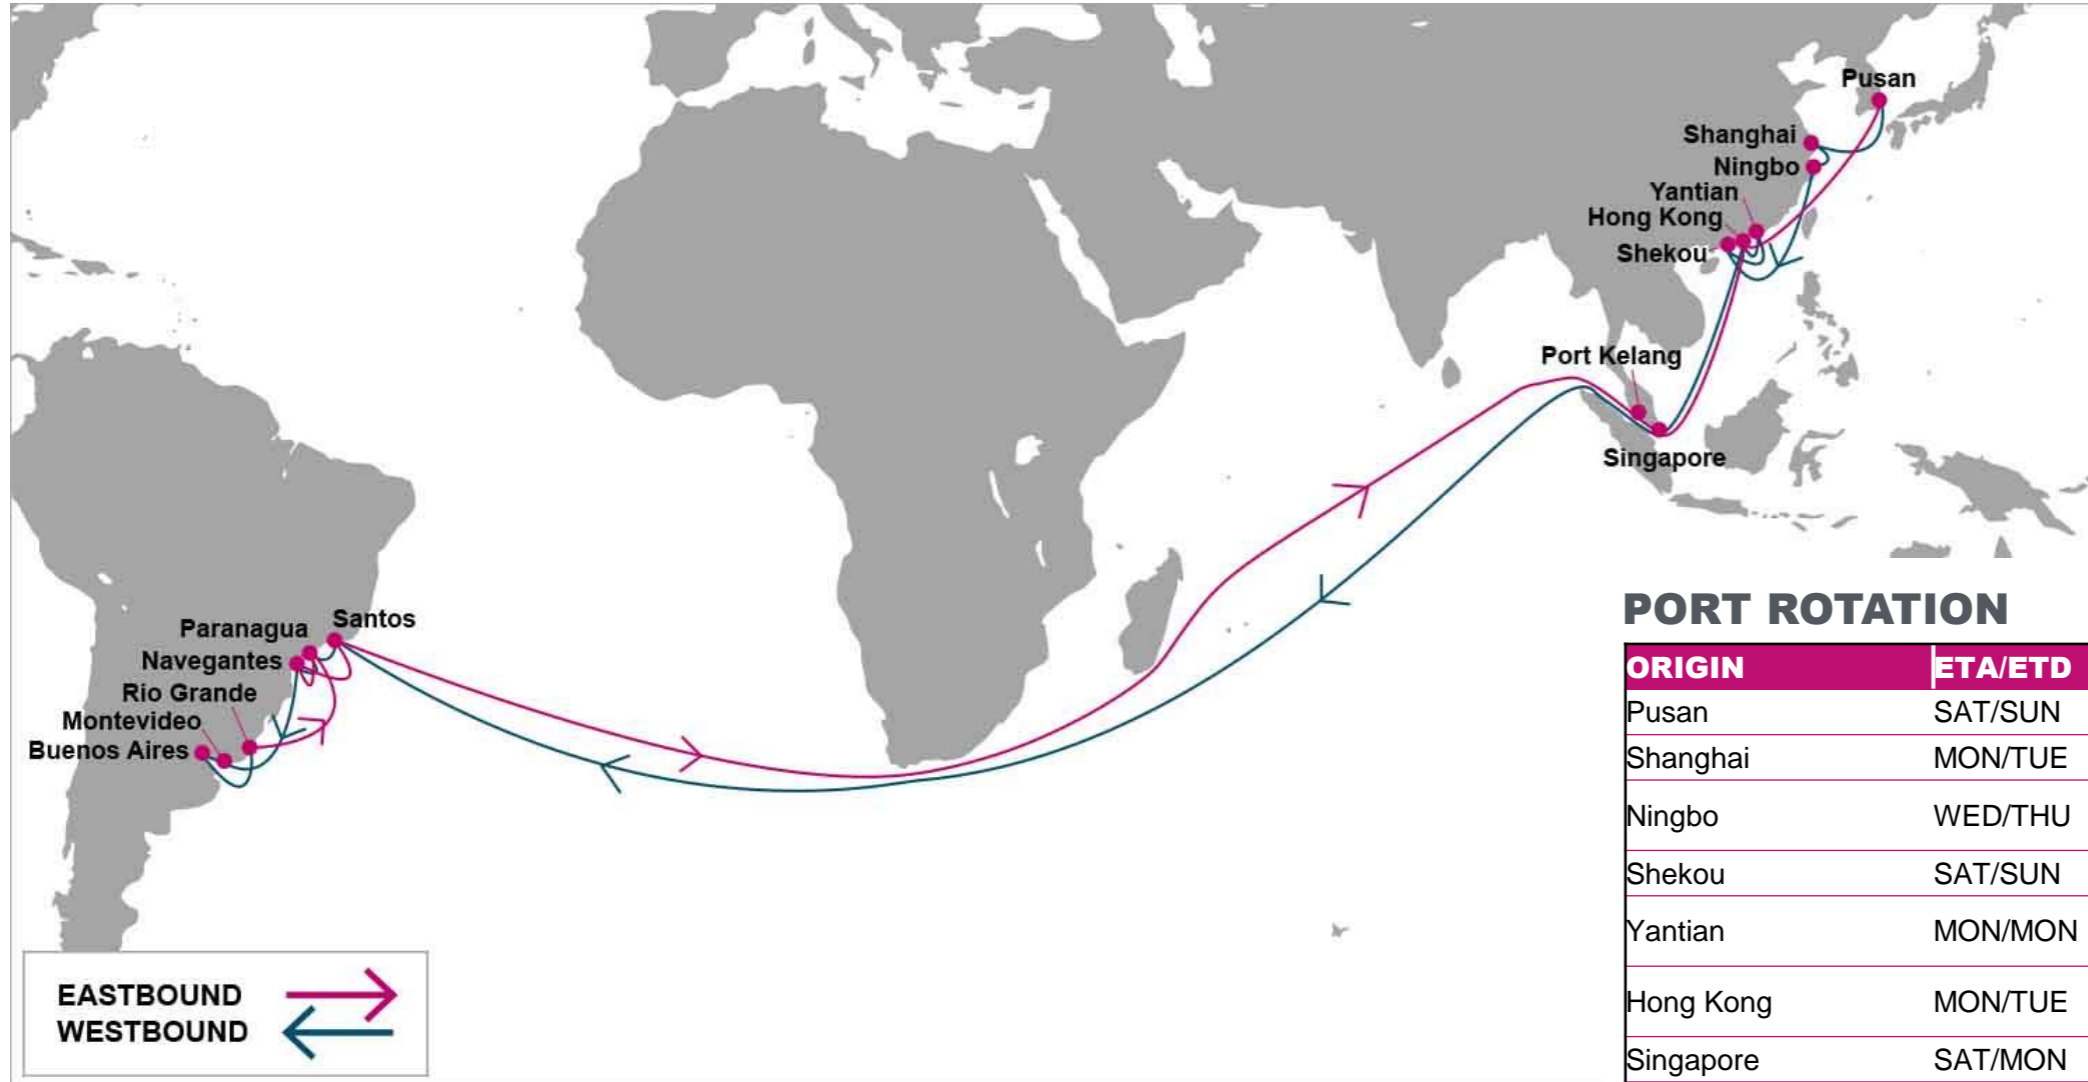 Pusan
Shanghai
Ningbo
Yantian
Hong Kong
Shekou
Port Kelang
Singapore
Santos
Paranagua
Navegantes
Rio Grande
Montevideo
Buenos Aires
EASTBOUND
WESTBOUND
PORT ROTATION
ORIGIN ETA/ETD
Pusan SAT/SUN
Shanghai MON/TUE
Ningbo WED/THU
Shekou SAT/SUN
Yantian MON/MON
Hong Kong MON/TUE
Singapore SAT/MON